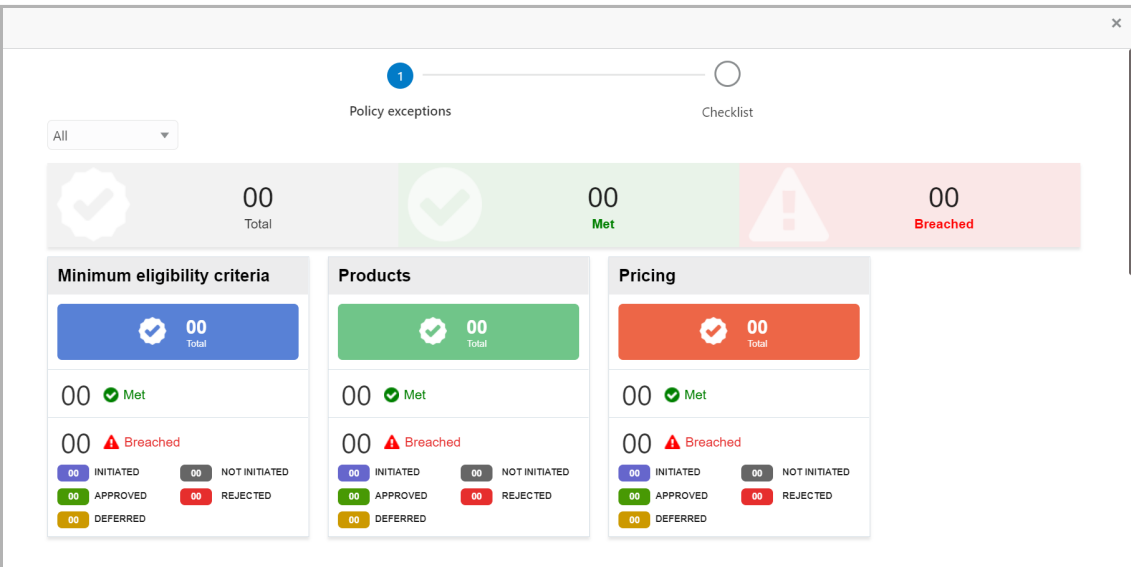 ×
1
Policy exceptions
Checklist
All
00
Total
00
Met
00
Breached
Minimum eligibility criteria
00
Total
00 Met
00 Breached
00 INITIATED 00 NOT INITIATED
00 APPROVED 00 REJECTED
00 DEFERRED
Products
00
Total
00 Met
00 Breached
00 INITIATED 00 NOT INITIATED
00 APPROVED 00 REJECTED
00 DEFERRED
Pricing
00
Total
00 Met
00 Breached
00 INITIATED 00 NOT INITIATED
00 APPROVED 00 REJECTED
00 DEFERRED